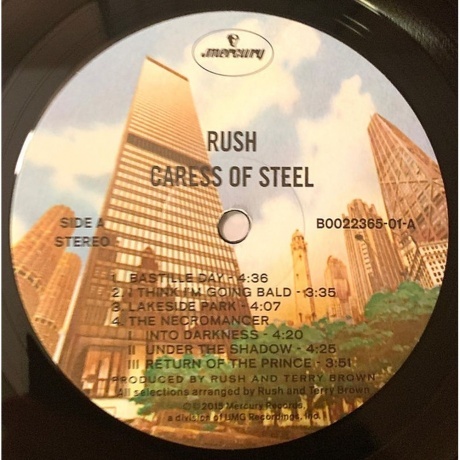 mercury
RUSH
CARESS OF STEEL
SIDE A
STEREO
B0022365-01-A
1. BASTILLE DAY - 4:36
2. I THINK I'M GOING BALD - 3:35
3. LAKESIDE PARK - 4:07
4. THE NECROMANCER
I INTO DARKNESS - 4:20
II UNDER THE SHADOW - 4:25
III RETURN OF THE PRINCE - 3:51
PRODUCED BY RUSH AND TERRY BROWN
All selections arranged by Rush and Terry Brown
℗ © 2015 Mercury Records,
a division of UMG Recordings, Inc.